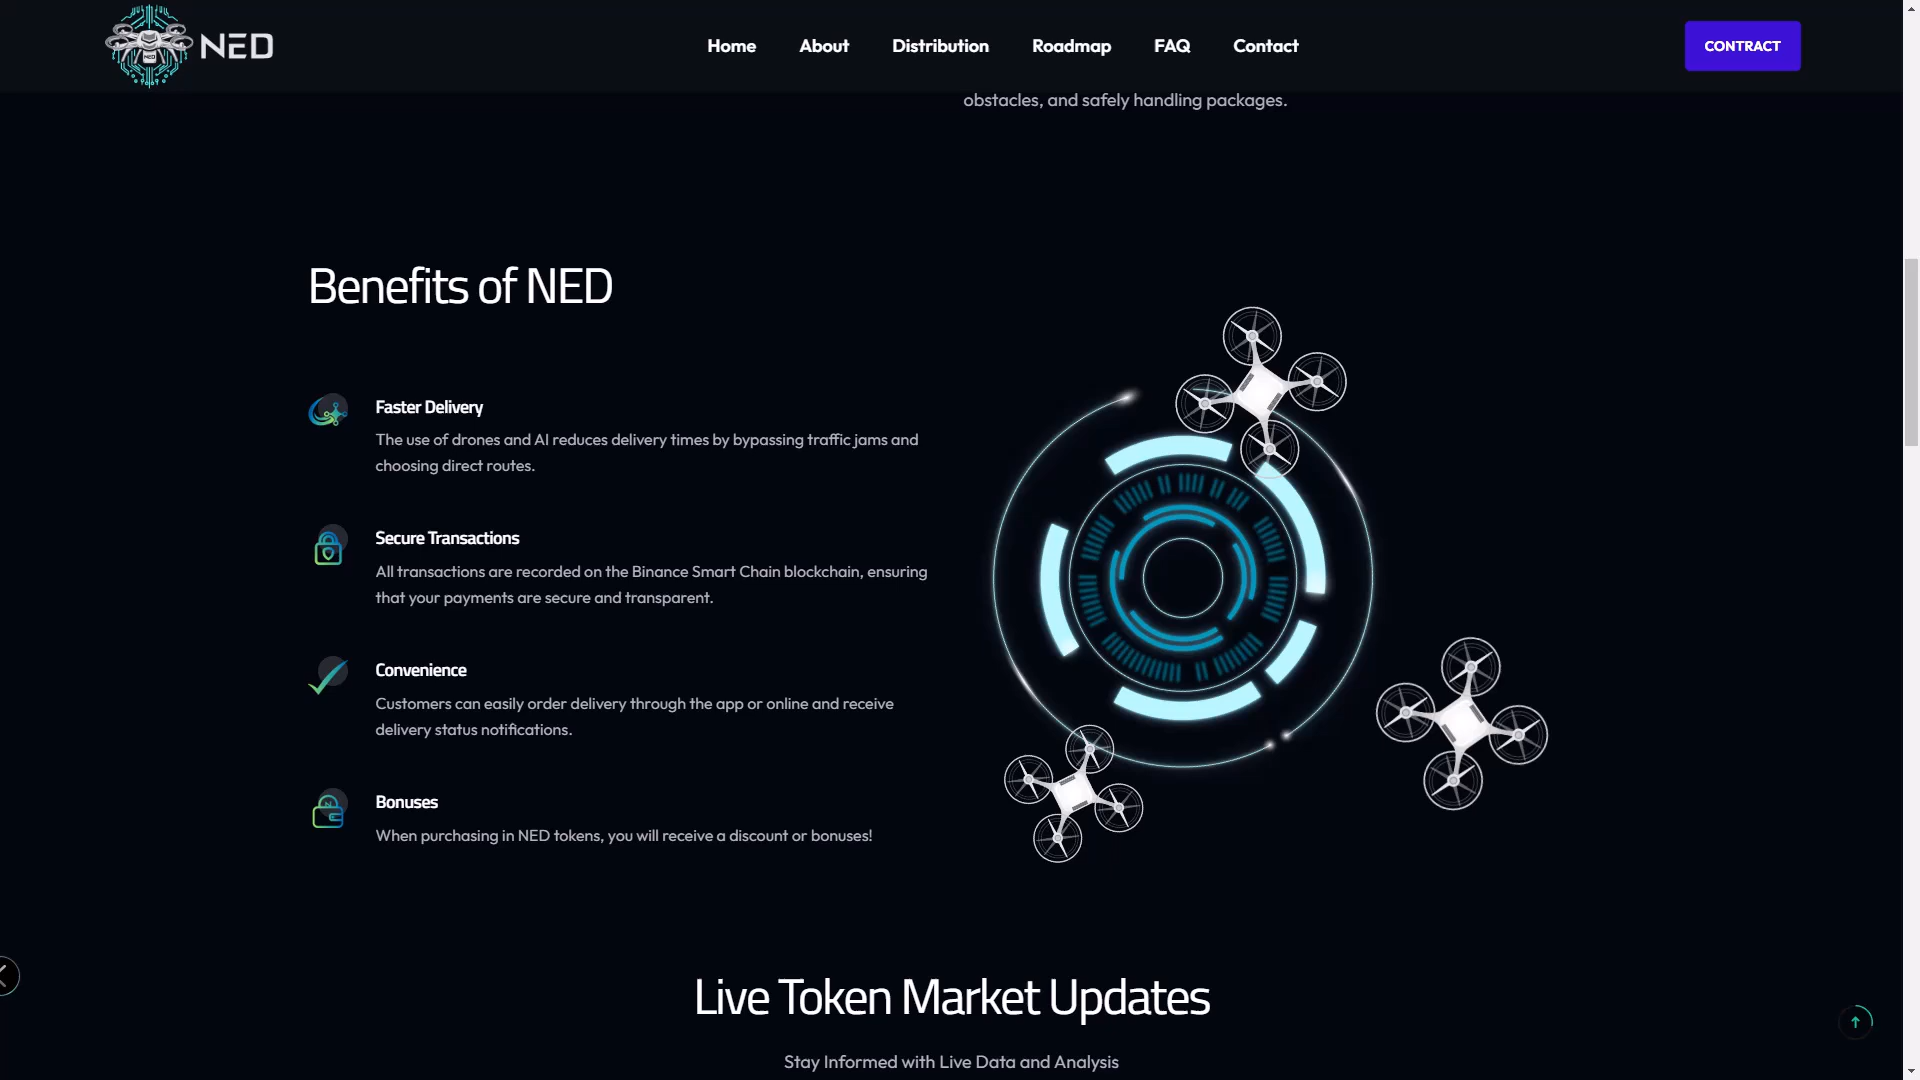 NED
Home About Distribution Roadmap FAQ Contact
CONTRACT
obstacles, and safely handling packages.
Benefits of NED
Faster Delivery
The use of drones and AI reduces delivery times by bypassing traffic jams and
choosing direct routes.
Secure Transactions
All transactions are recorded on the Binance Smart Chain blockchain, ensuring
that your payments are secure and transparent.
Convenience
Customers can easily order delivery through the app or online and receive
delivery status notifications.
Bonuses
When purchasing in NED tokens, you will receive a discount or bonuses!
Live Token Market Updates
Stay Informed with Live Data and Analysis